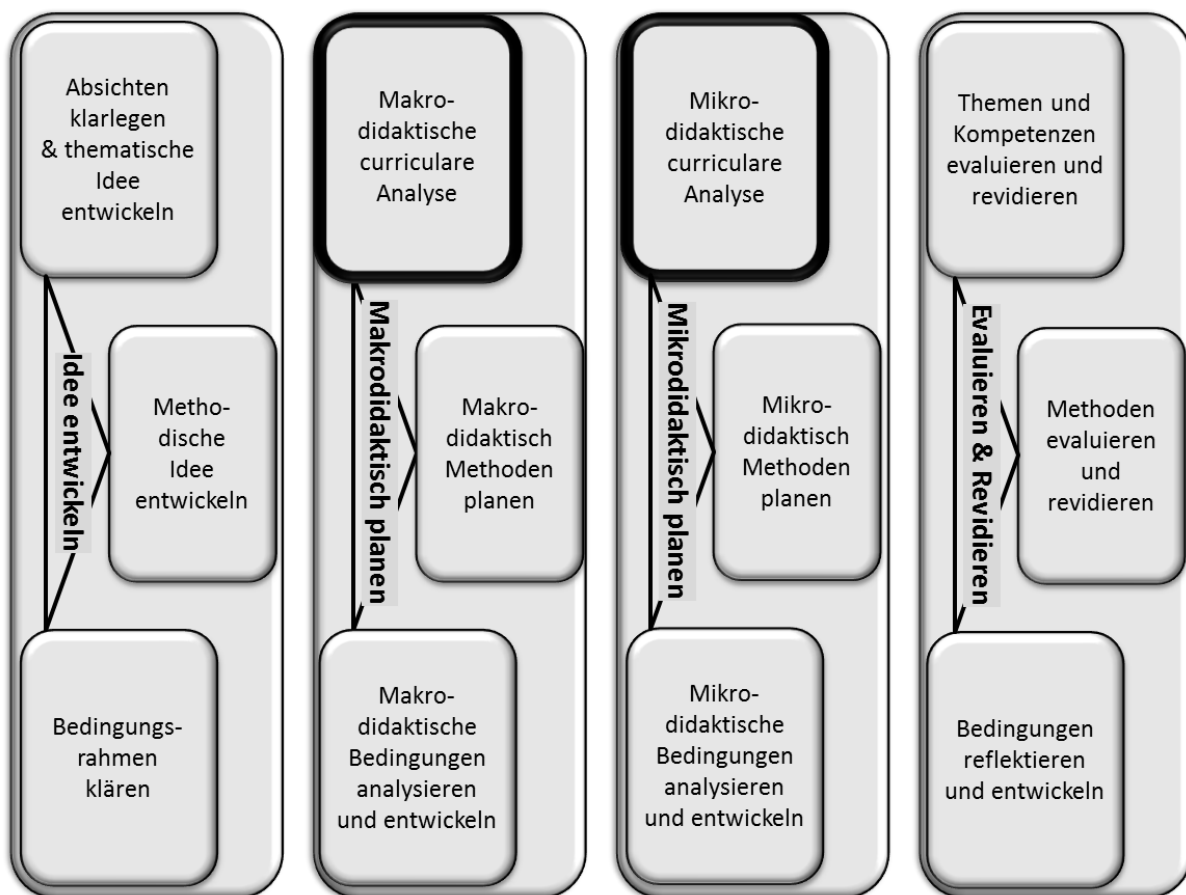 Absichten
klarlegen
& thematische
Idee
entwickeln
Idee entwickeln
Metho-
dische
Idee
entwickeln
Bedingungs-
rahmen
klären
Makro-
didaktische
curriculare
Analyse
Makrodidaktisch planen
Makro-
didaktisch
Methoden
planen
Makro-
didaktische
Bedingungen
analysieren
und entwickeln
Mikro-
didaktische
curriculare
Analyse
Mikrodidaktisch planen
Mikro-
didaktisch
Methoden
planen
Mikro-
didaktische
Bedingungen
analysieren
und entwickeln
Themen und
Kompetenzen
evaluieren und
revidieren
Evaluieren & Revidieren
Methoden
evaluieren
und
revidieren
Bedingungen
reflektieren
und entwickeln